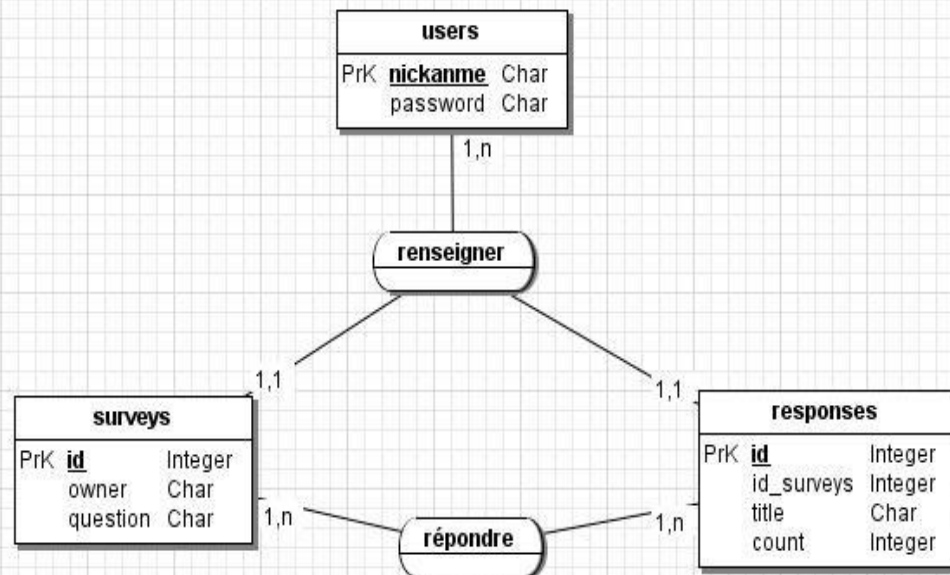 users
PrK nickanme Char
password Char
1,n
renseigner
1,1
1,1
surveys
PrK id Integer
owner Char
question Char
responses
PrK id Integer
id_surveys Integer
title Char
count Integer
1,n
1,n
répondre